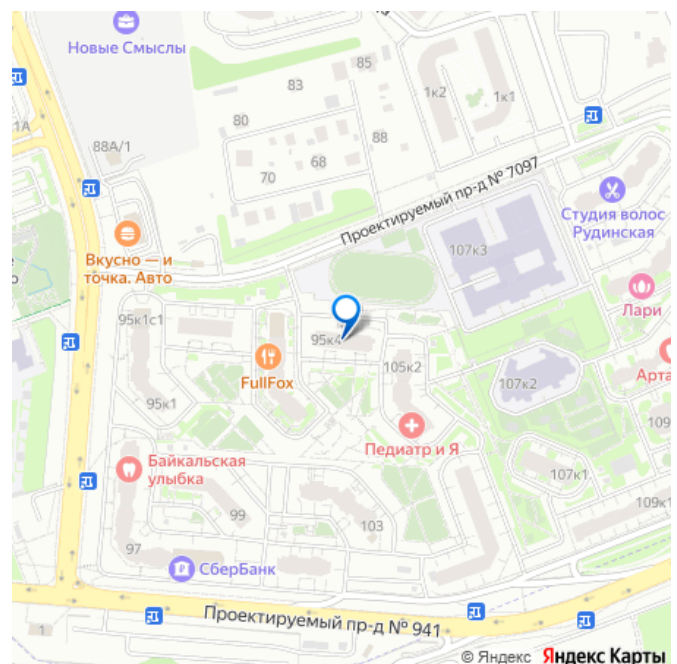 Новые Смыслы
85
83
1к2
1к1
80
1А
88А/1
88
68
70
Проектируемый пр-д № 7097
Студия волос
Рудинская
107к3
Вкусно — и
точка. Авто
о
Лари
95к1с1
95к4
FullFox
105к2
107к2
Арта
95к1
Педиатр и Я
109
Байкальская
улыбка
107к1
109к1
99
103
97
СберБанк
Проектируемый пр-д № 941
1
© Яндекс Яндекс Карты